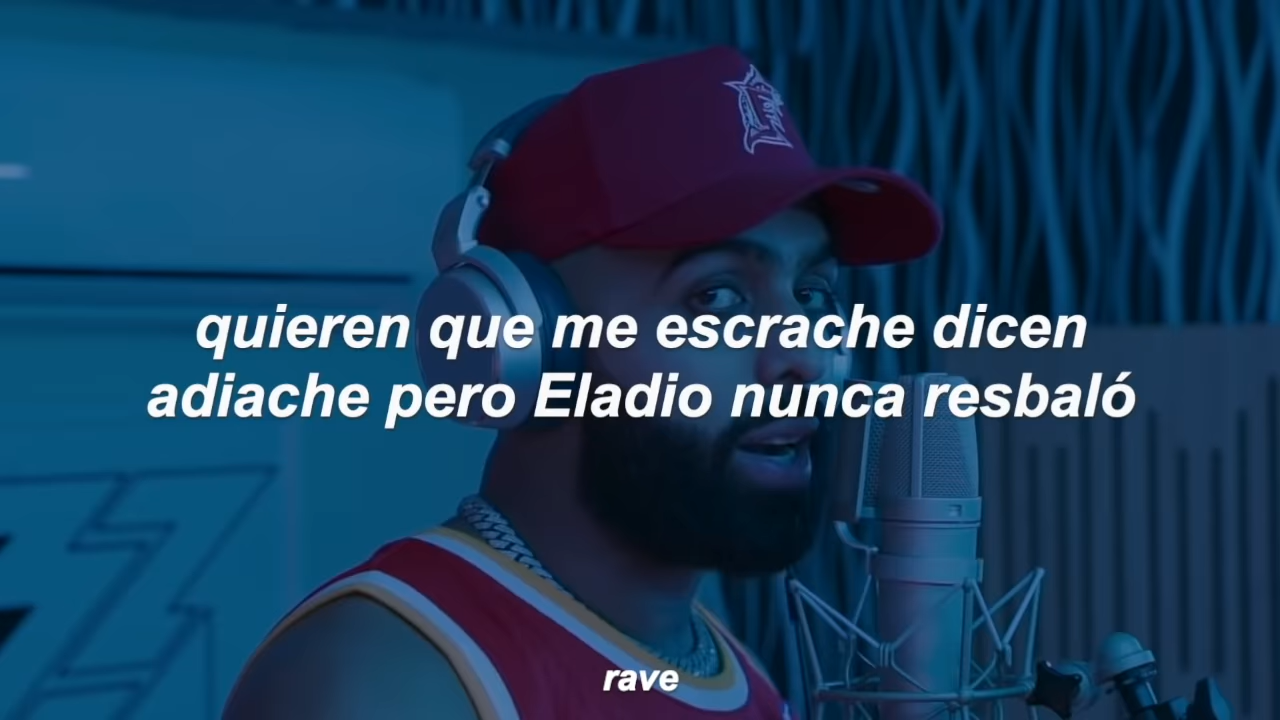 quieren que me escrache dicen
adiache pero Eladio nunca resbaló
rave